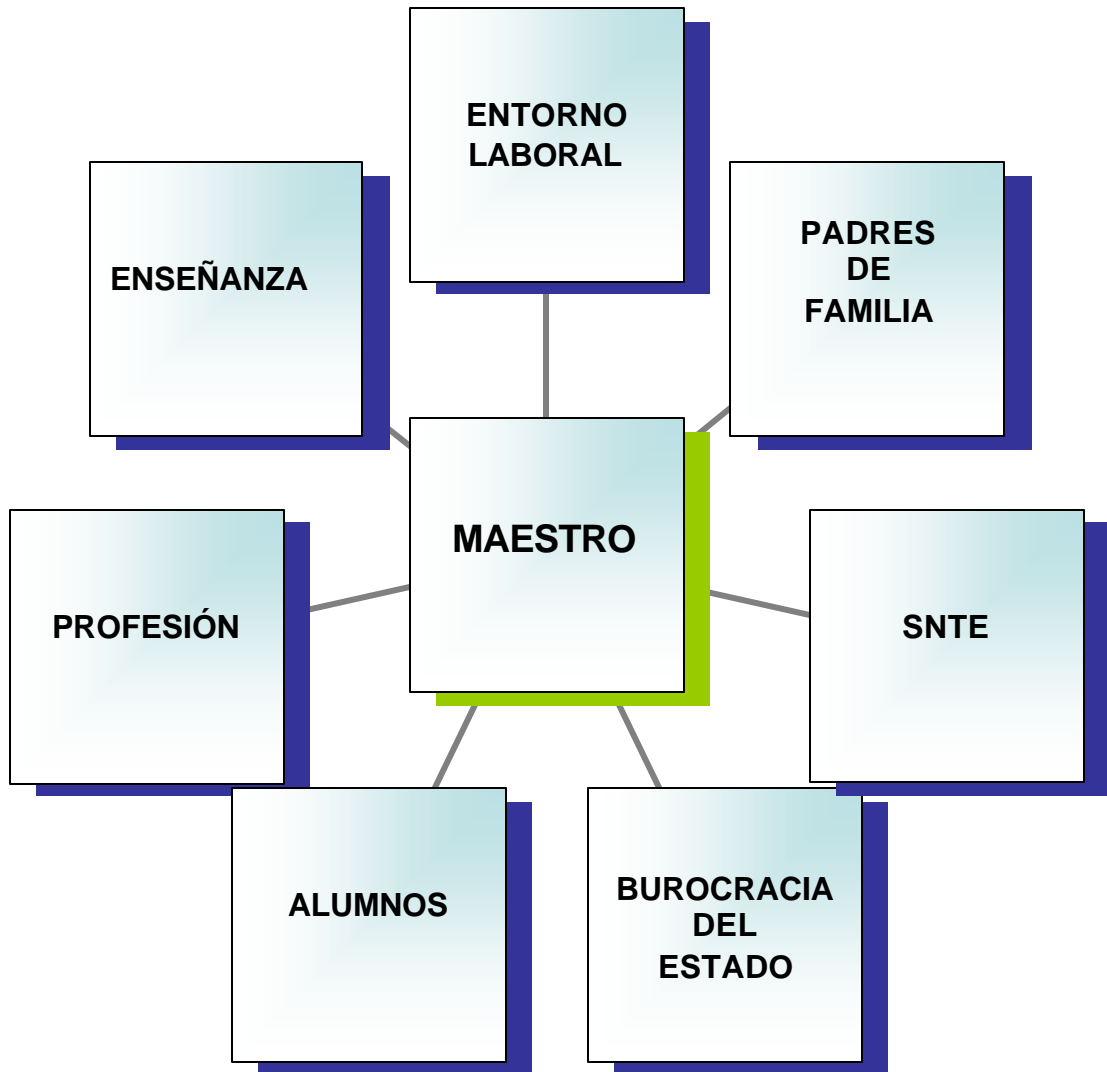 ENTORNO
LABORAL
PADRES
DE
FAMILIA
ENSEÑANZA
MAESTRO
PROFESIÓN
SNTE
ALUMNOS
BUROCRACIA
DEL
ESTADO